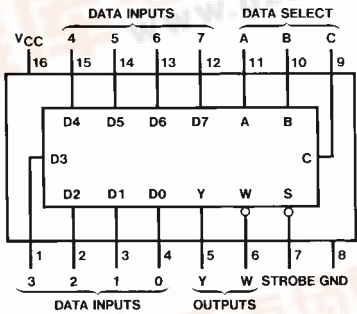 DATA INPUTS DATA SELECT
VCC 4 5 6 7 A B C
16 15 14 13 12 11 10 9
D4 D5 D6 D7 A B
D3 C
D2 D1 D0 Y W S
1 2 3 4 5 6 7 8
3 2 1 0 Y W STROBE GND
DATA INPUTS OUTPUTS